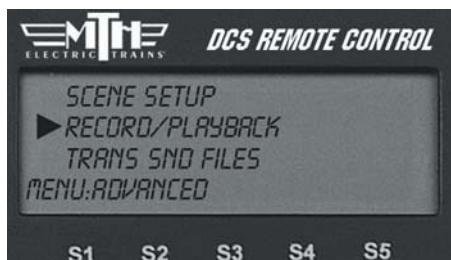 MTH
ELECTRIC TRAINS
DCS REMOTE CONTROL
SCENE SETUP
RECORD/PLAYBACK
TRANS SND FILES
MENU:ADVANCED
S1 S2 S3 S4 S5